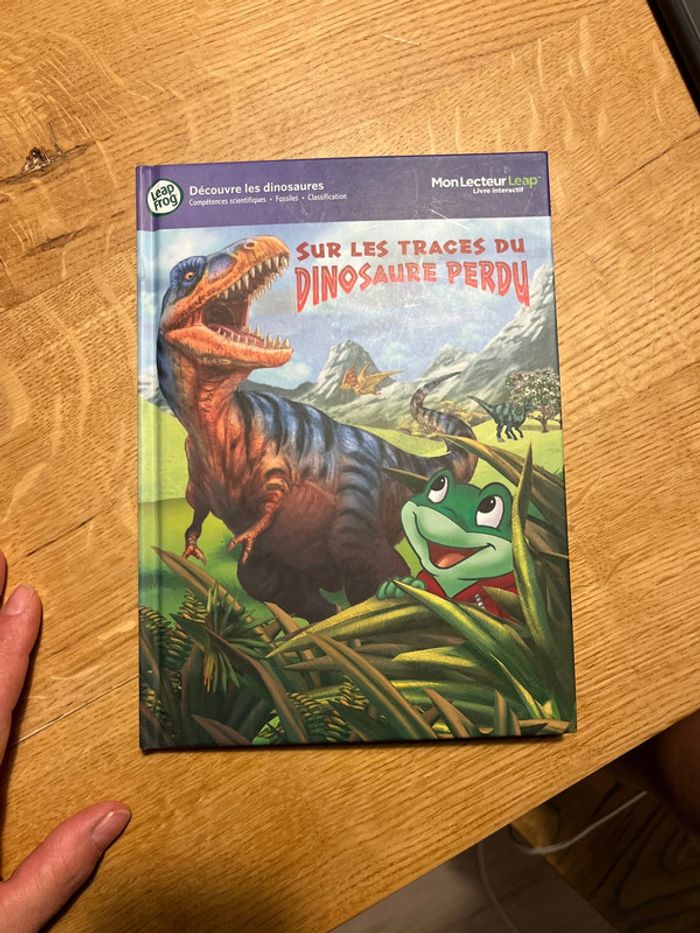 Leap
Frog
Découvre les dinosaures
Compétences scientifiques • Fossiles • Classification
Mon Lecteur Leap™
Livre interactif
SUR LES TRACES DU
DINOSAURE PERDU